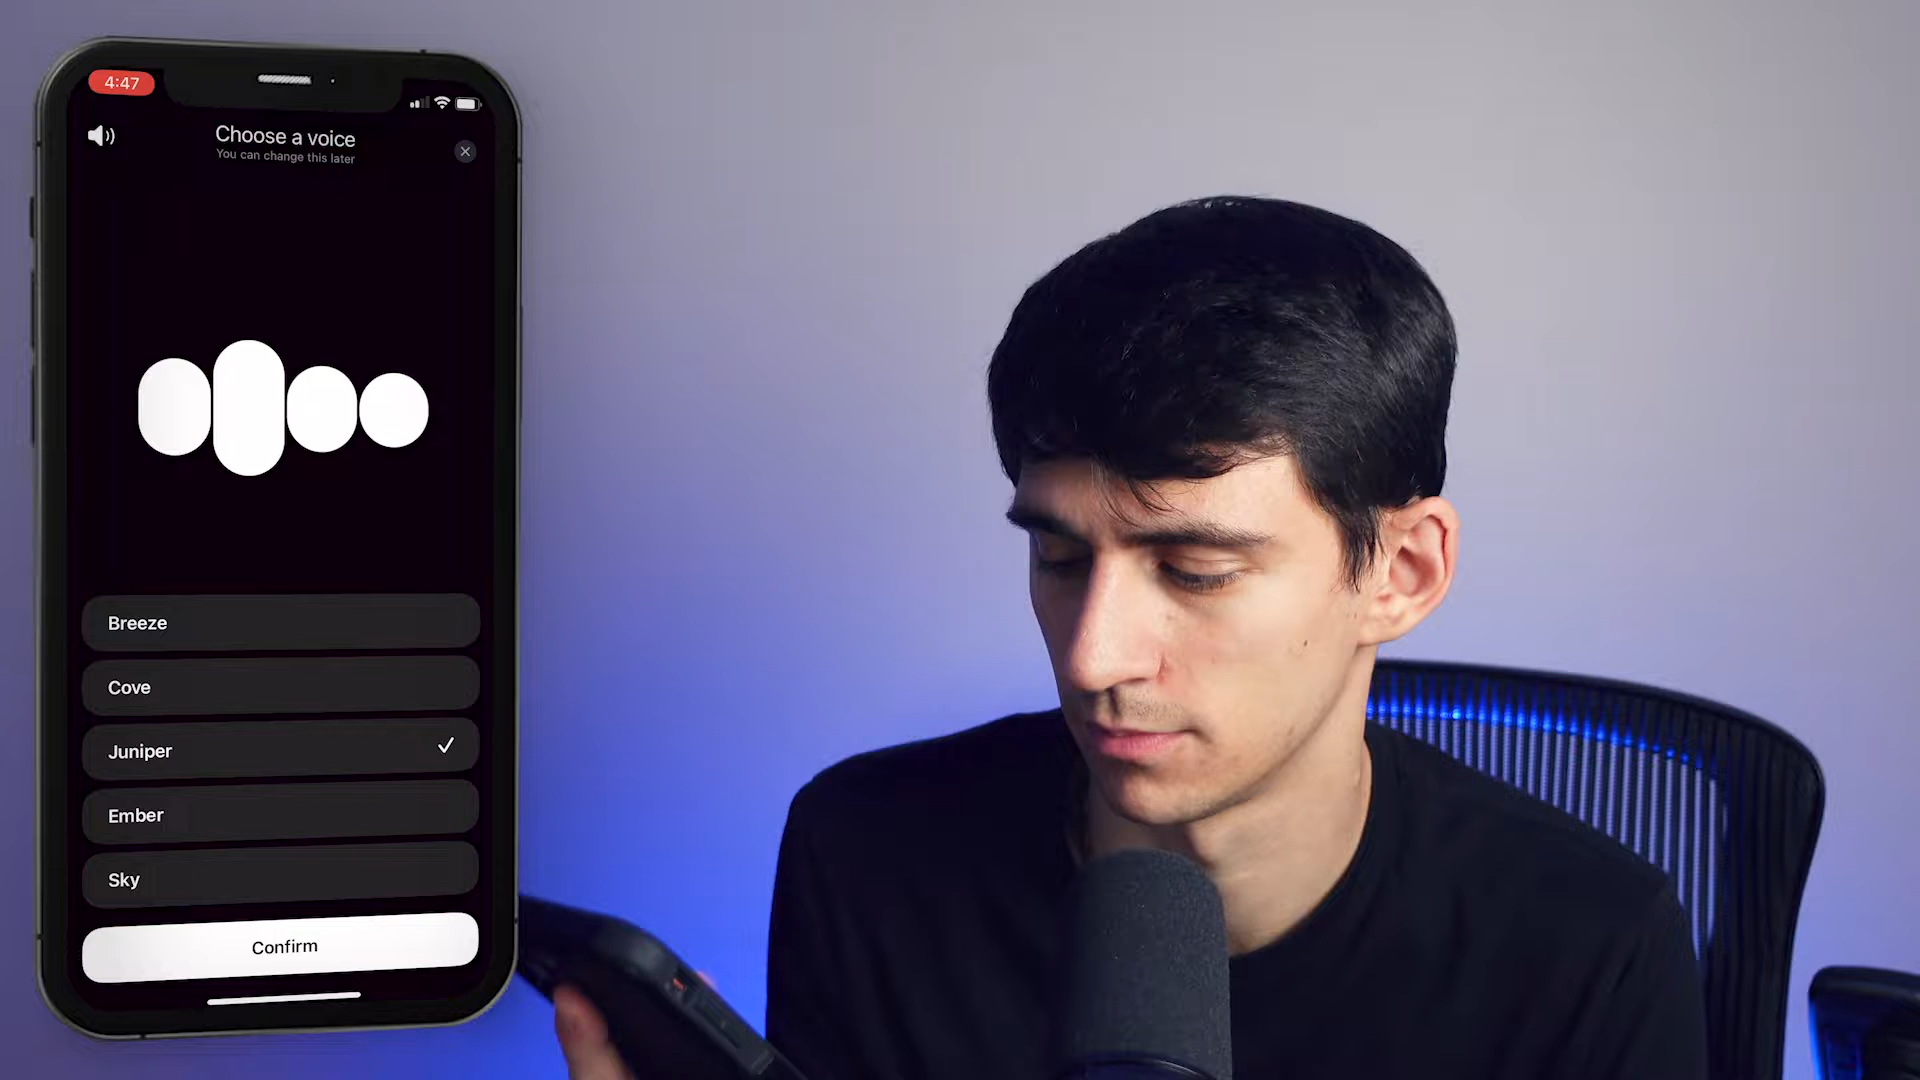 4:47
Choose a voice
You can change this later
Breeze
Cove
Juniper
Ember
Sky
Confirm